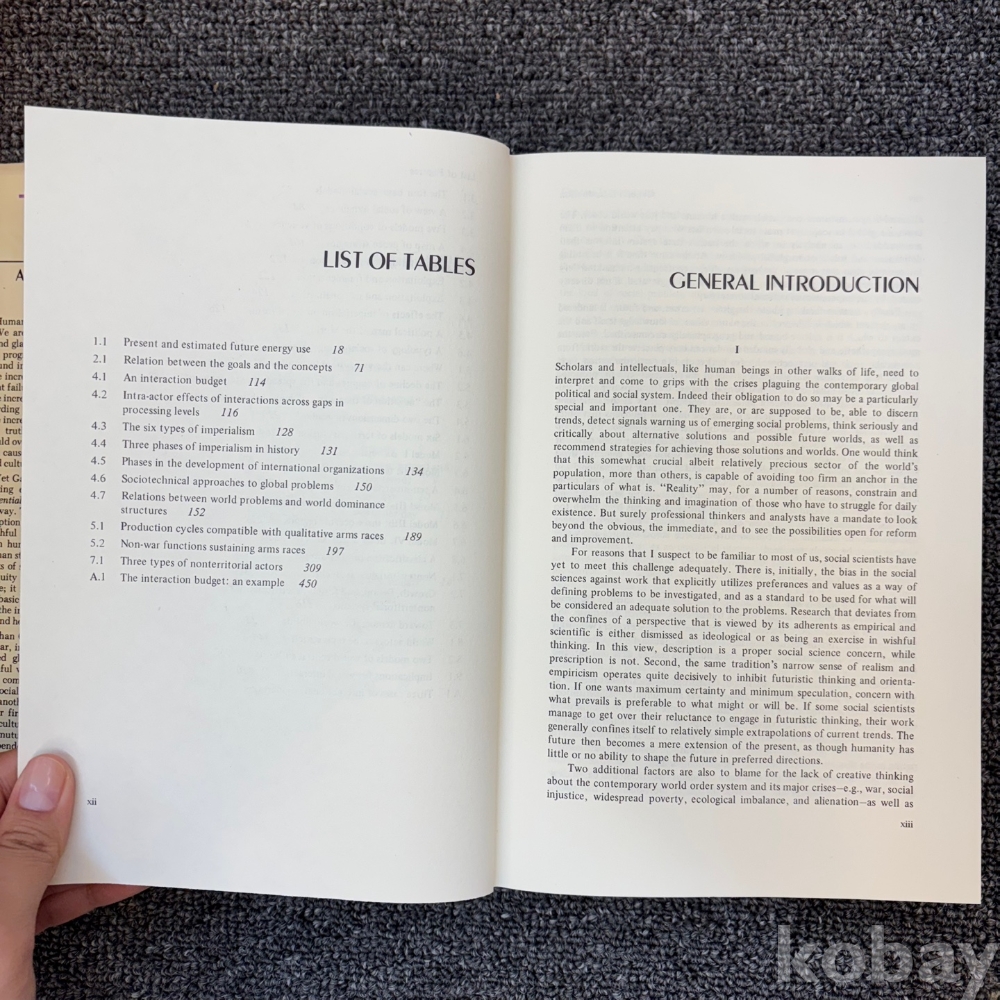 LIST OF TABLES
1.1 Present and estimated future energy use 18
2.1 Relation between the goals and the concepts 71
4.1 An interaction budget 114
4.2 Intra-actor effects of interactions across gaps in
processing levels 116
4.3 The six types of imperialism 128
4.4 Three phases of imperialism in history 131
4.5 Phases in the development of international organizations 134
4.6 Sociotechnical approaches to global problems 150
4.7 Relations between world problems and world dominance
structures 152
5.1 Production cycles compatible with qualitative arms races 189
5.2 Non-war functions sustaining arms races 197
7.1 Three types of nonterritorial actors 309
A.1 The interaction budget: an example 450
xii
GENERAL INTRODUCTION
I
Scholars and intellectuals, like human beings in other walks of life, need to
interpret and come to grips with the crises plaguing the contemporary global
political and social system. Indeed their obligation to do so may be a particularly
special and important one. They are, or are supposed to be, able to discern
trends, detect signals warning us of emerging social problems, think seriously and
critically about alternative solutions and possible future worlds, as well as
recommend strategies for achieving those solutions and worlds. One would think
that this somewhat crucial albeit relatively precious sector of the world's
population, more than others, is capable of avoiding too firm an anchor in the
particulars of what is. "Reality" may, for a number of reasons, constrain and
overwhelm the thinking and imagination of those who have to struggle for daily
existence. But surely professional thinkers and analysts have a mandate to look
beyond the obvious, the immediate, and to see the possibilities open for reform
and improvement.
For reasons that I suspect to be familiar to most of us, social scientists have
yet to meet this challenge adequately. There is, initially, the bias in the social
sciences against work that explicitly utilizes preferences and values as a way of
defining problems to be investigated, and as a standard to be used for what will
be considered an adequate solution to the problems. Research that deviates from
the confines of a perspective that is viewed by its adherents as empirical and
scientific is either dismissed as ideological or as being an exercise in wishful
thinking. In this view, description is a proper social science concern, while
prescription is not. Second, the same tradition's narrow sense of realism and
empiricism operates quite decisively to inhibit futuristic thinking and orienta-
tion. If one wants maximum certainty and minimum speculation, concern with
what prevails is preferable to what might or will be. If some social scientists
manage to get over their reluctance to engage in futuristic thinking, their work
generally confines itself to relatively simple extrapolations of current trends. The
future then becomes a mere extension of the present, as though humanity has
little or no ability to shape the future in preferred directions.
Two additional factors are also to blame for the lack of creative thinking
about the contemporary world order system and its major crises—e.g., war, social
injustice, widespread poverty, ecological imbalance, and alienation—as well as
xiii
kobay